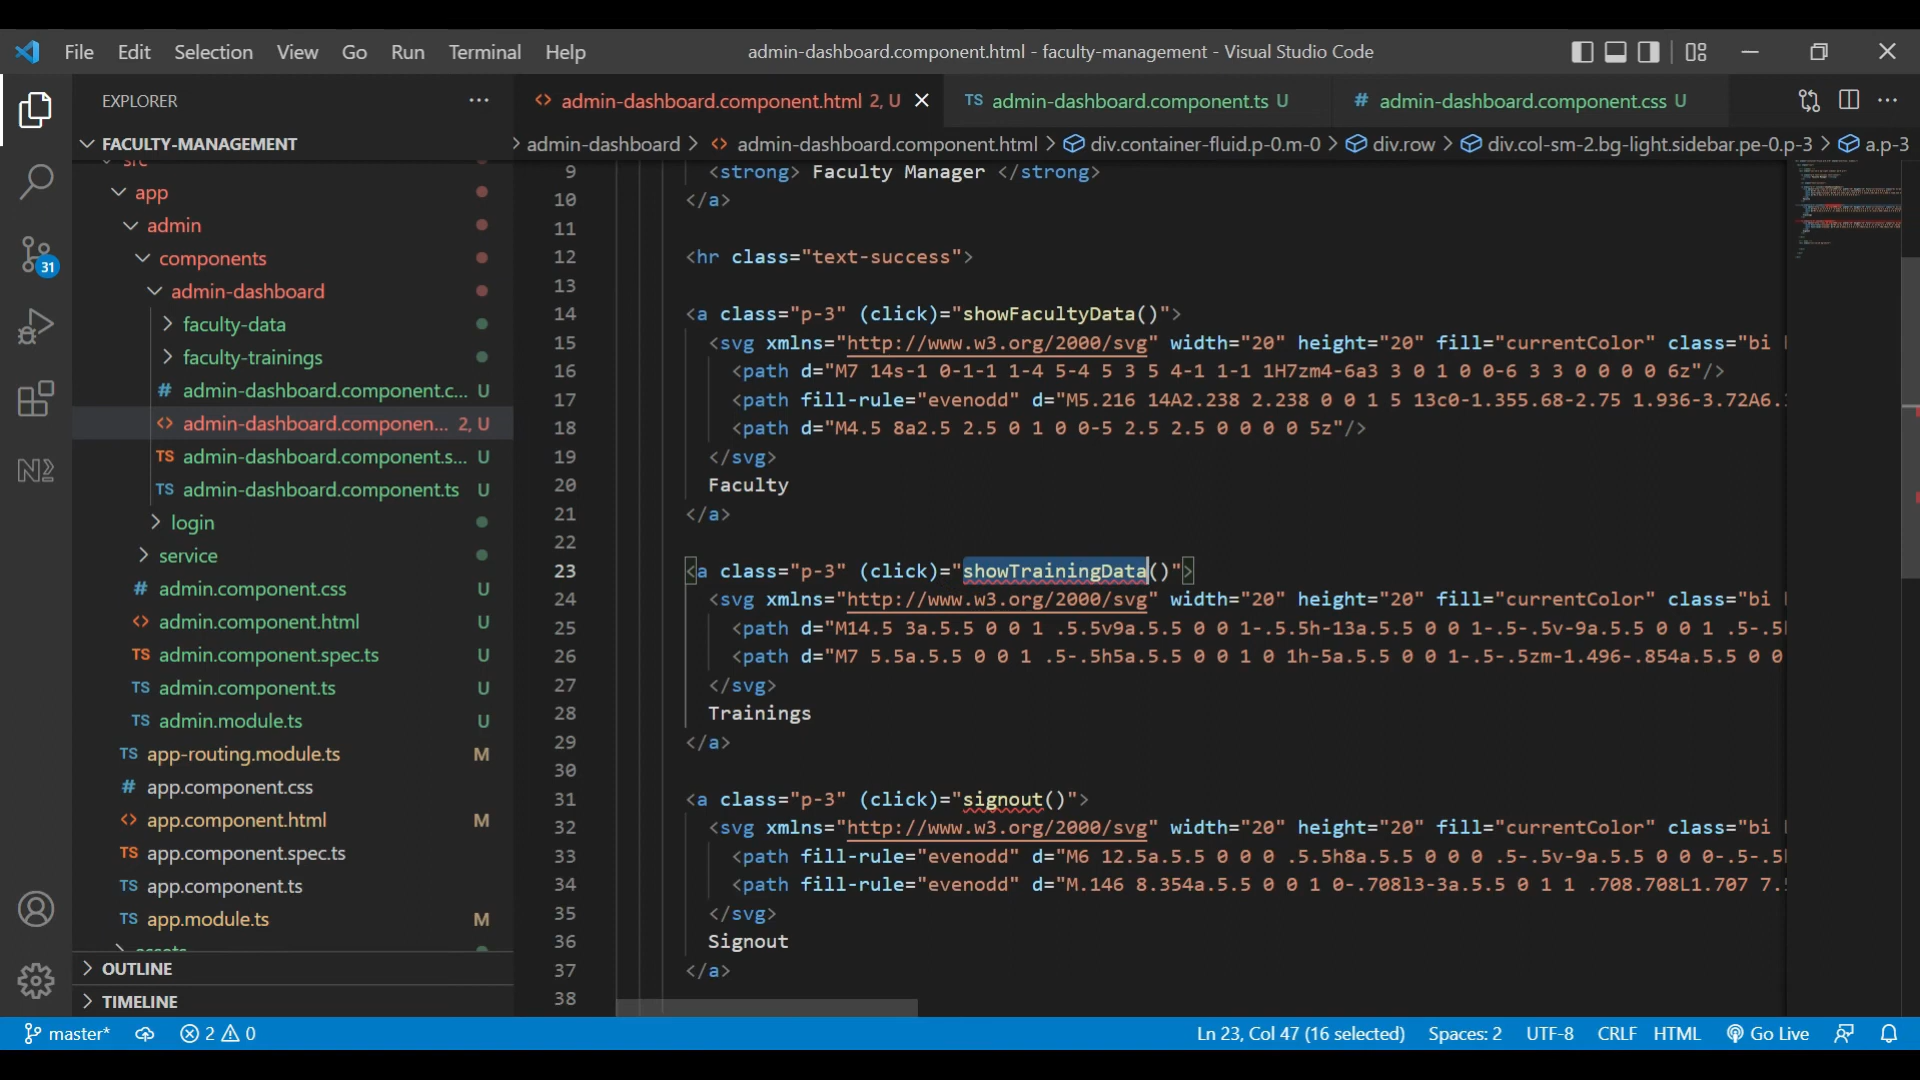 File Edit Selection View Go Run Terminal Help
admin-dashboard.component.html - faculty-management - Visual Studio Code
EXPLORER
FACULTY-MANAGEMENT
src
app
admin
components
admin-dashboard
faculty-data
faculty-trainings
# admin-dashboard.component.c... U
<> admin-dashboard.componen... 2, U
TS admin-dashboard.component.s... U
TS admin-dashboard.component.ts U
login
service
# admin.component.css U
<> admin.component.html U
TS admin.component.spec.ts U
TS admin.component.ts U
TS admin.module.ts U
TS app-routing.module.ts M
# app.component.css
<> app.component.html M
TS app.component.spec.ts
TS app.component.ts
TS app.module.ts M
assets
OUTLINE
TIMELINE
31
<> admin-dashboard.component.html 2, U
TS admin-dashboard.component.ts U
# admin-dashboard.component.css U
> admin-dashboard > <> admin-dashboard.component.html > div.container-fluid.p-0.m-0 > div.row > div.col-sm-2.bg-light.sidebar.pe-0.p-3 > a.p-3
9 <strong> Faculty Manager </strong>
10 </a>
11
12 <hr class="text-success">
13
14 <a class="p-3" (click)="showFacultyData()">
15 <svg xmlns="http://www.w3.org/2000/svg" width="20" height="20" fill="currentColor" class="bi
16 <path d="M7 14s-1 0-1-1 1-4 5-4 5 3 5 4-1 1-1 1H7zm4-6a3 3 0 1 0 0-6 3 3 0 0 0 0 6z"/>
17 <path fill-rule="evenodd" d="M5.216 14A2.238 2.238 0 0 1 5 13c0-1.355.68-2.75 1.936-3.72A6.
18 <path d="M4.5 8a2.5 2.5 0 1 0 0-5 2.5 2.5 0 0 0 0 5z"/>
19 </svg>
20 Faculty
21 </a>
22
23 <a class="p-3" (click)="showTrainingData()">
24 <svg xmlns="http://www.w3.org/2000/svg" width="20" height="20" fill="currentColor" class="bi
25 <path d="M14.5 3a.5.5 0 0 1 .5.5v9a.5.5 0 0 1-.5.5h-13a.5.5 0 0 1-.5-.5v-9a.5.5 0 0 1 .5-.5
26 <path d="M7 5.5a.5.5 0 0 1 .5-.5h5a.5.5 0 0 1 0 1h-5a.5.5 0 0 1-.5-.5zm-1.496-.854a.5.5 0 0
27 </svg>
28 Trainings
29 </a>
30
31 <a class="p-3" (click)="signout()">
32 <svg xmlns="http://www.w3.org/2000/svg" width="20" height="20" fill="currentColor" class="bi
33 <path fill-rule="evenodd" d="M6 12.5a.5.5 0 0 0 .5.5h8a.5.5 0 0 0 .5-.5v-9a.5.5 0 0 0-.5-.5
34 <path fill-rule="evenodd" d="M.146 8.354a.5.5 0 0 1 0-.708l3-3a.5.5 0 1 1 .708.708L1.707 7.
35 </svg>
36 Signout
37 </a>
38
master* 2 0 Ln 23, Col 47 (16 selected) Spaces: 2 UTF-8 CRLF HTML Go Live